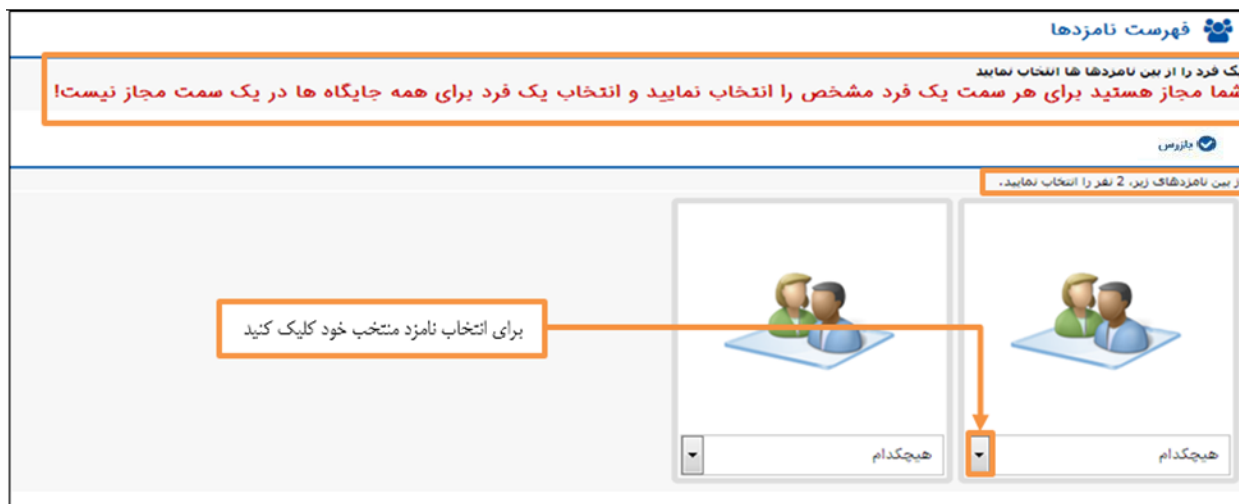 فهرست نامزدها
یک فرد را از بین نامزدها ها انتخاب نمایید
شما مجاز هستید برای هر سمت یک فرد مشخص را انتخاب نمایید و انتخاب یک فرد برای همه جایگاه ها در یک سمت مجاز نیست!
بازرس
از بین نامزدهای زیر، 2 نفر را انتخاب نمایید.
برای انتخاب نامزد منتخب خود کلیک کنید
هیچکدام
هیچکدام